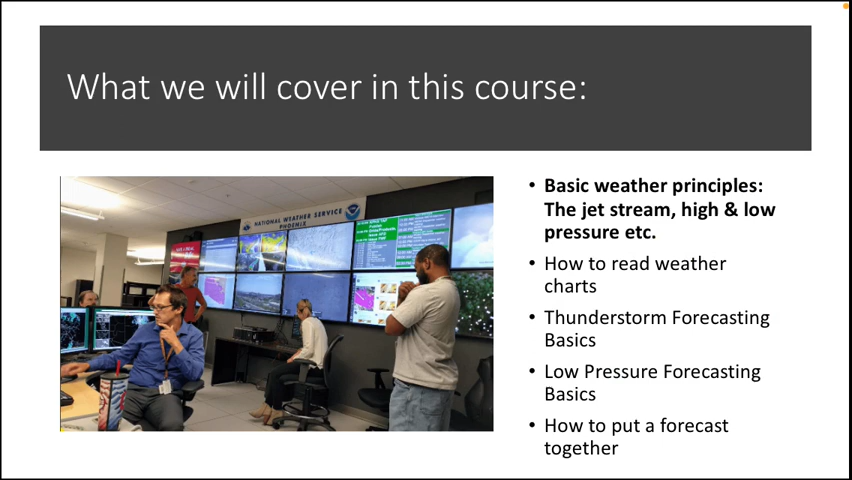 What we will cover in this course:
NATIONAL WEATHER SERVICE
PHOENIX
• Basic weather principles:
The jet stream, high & low
pressure etc.
• How to read weather
charts
• Thunderstorm Forecasting
Basics
• Low Pressure Forecasting
Basics
• How to put a forecast
together